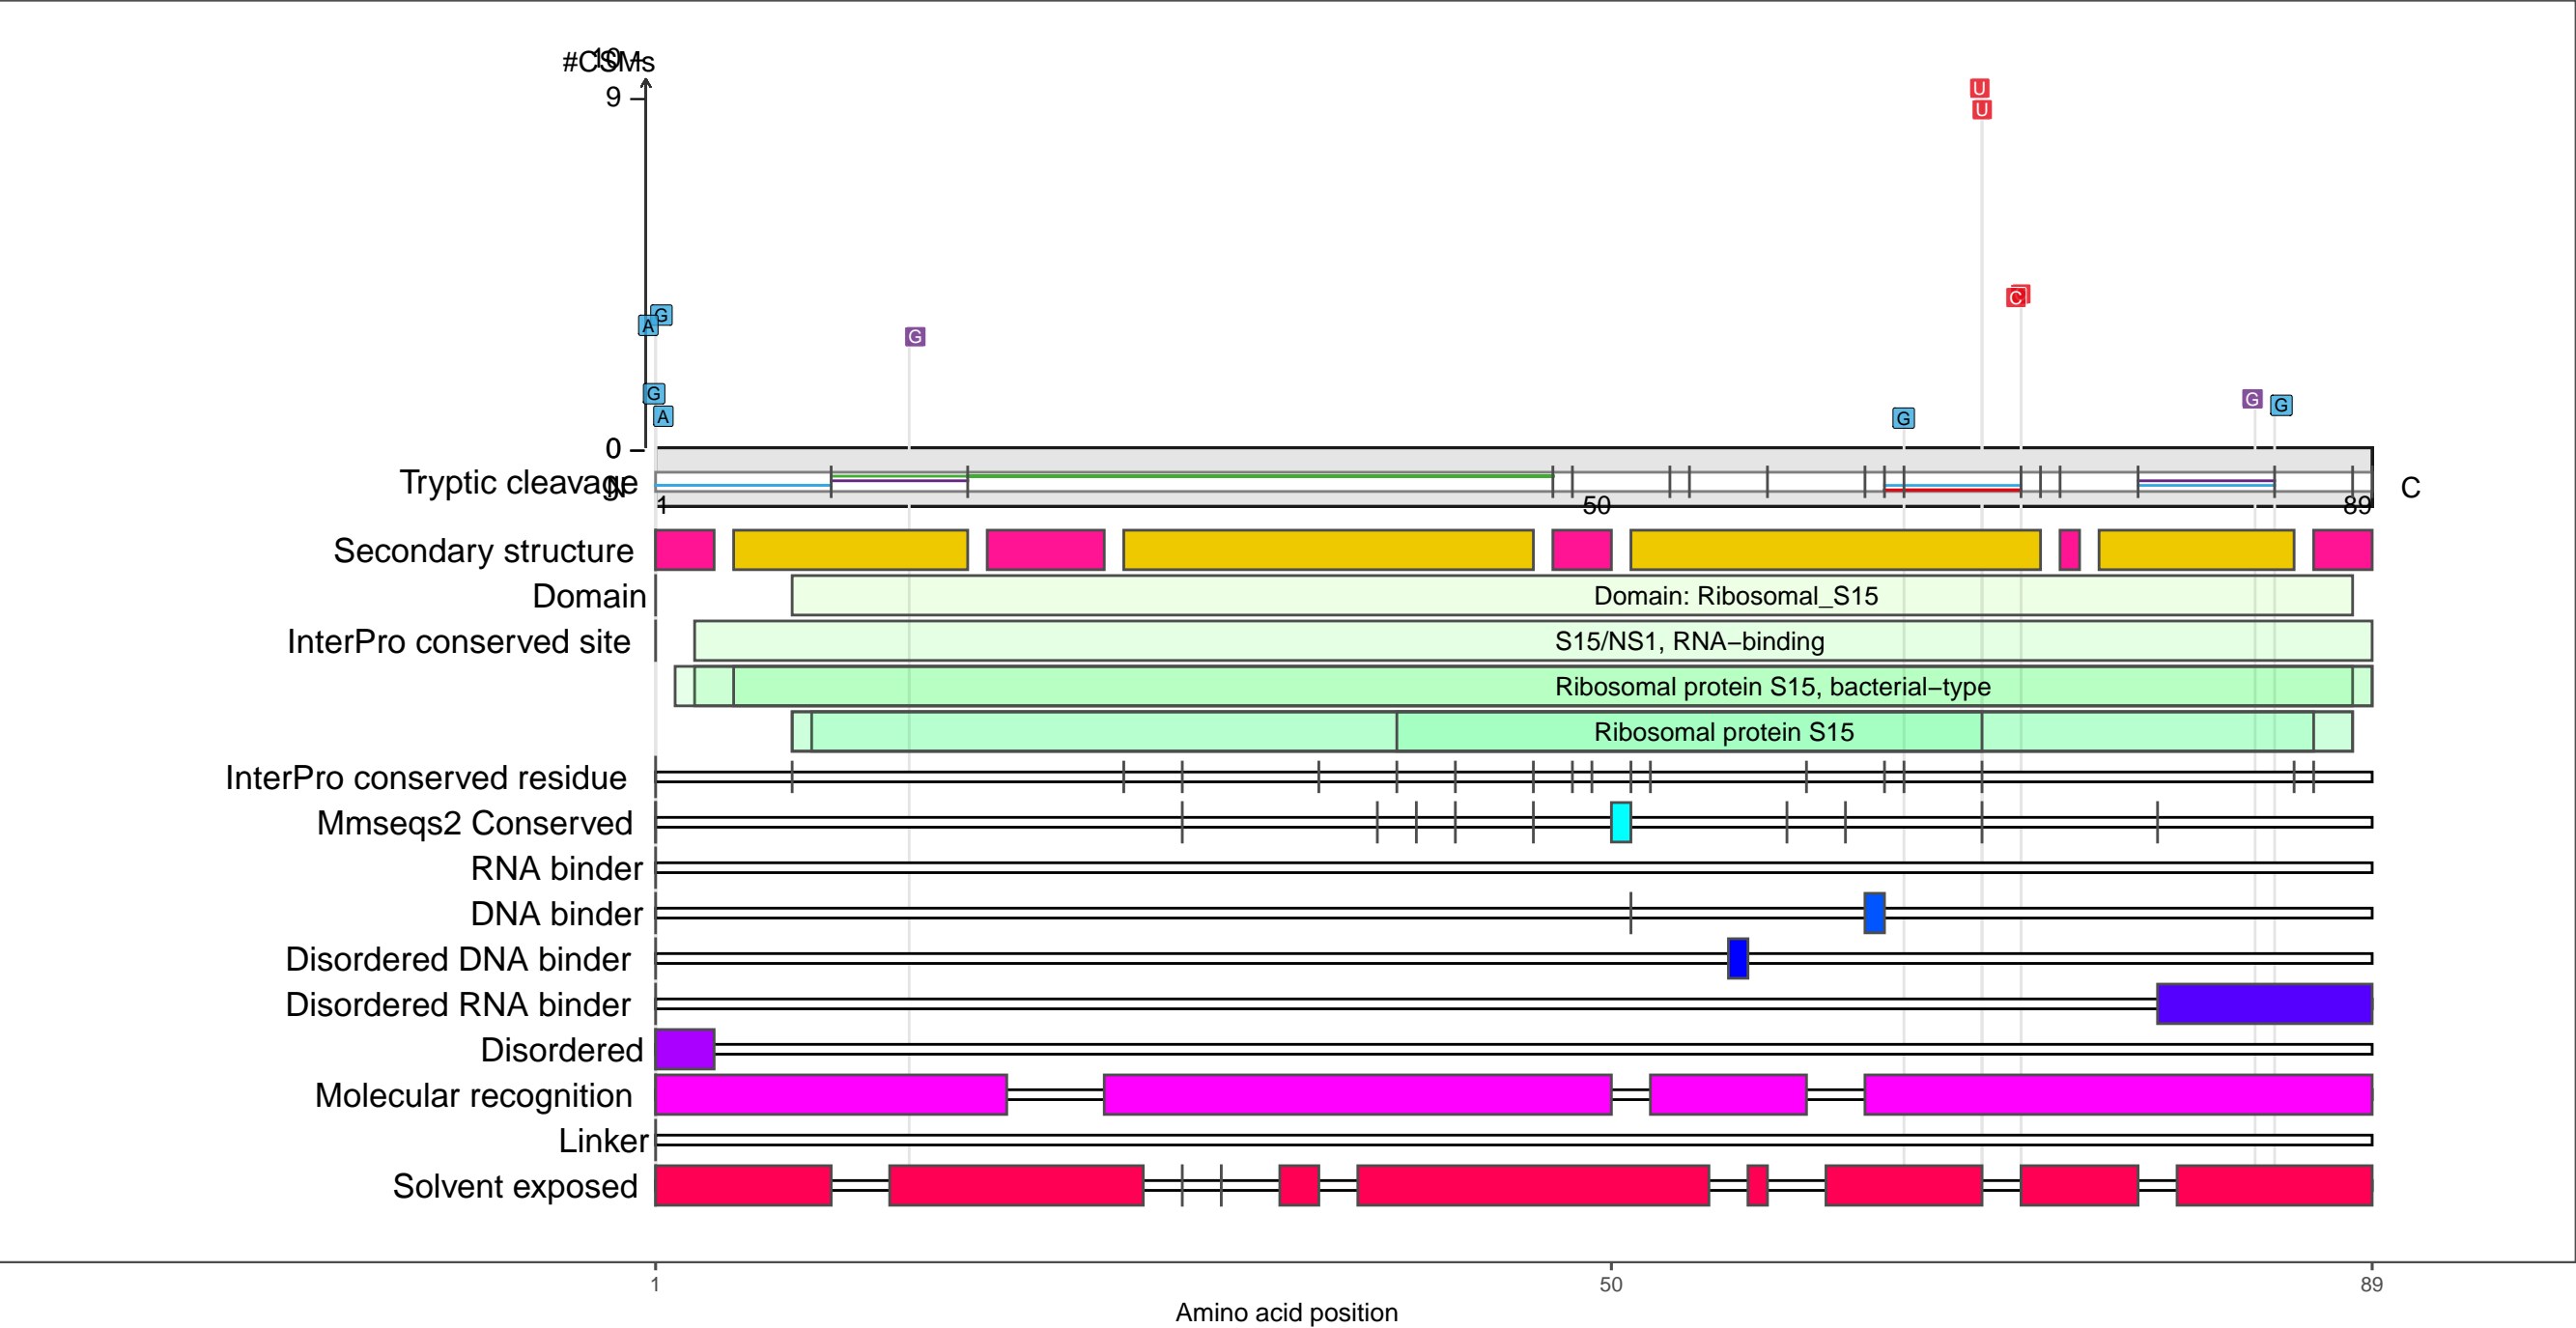 #CSMs
10
9
U
U
C
G
A
G
G
A
G
G
G
0
Tryptic cleavage
N
C
1
50
89
Secondary structure
Domain
Domain: Ribosomal_S15
InterPro conserved site
S15/NS1, RNA−binding
Ribosomal protein S15, bacterial−type
Ribosomal protein S15
InterPro conserved residue
Mmseqs2 Conserved
RNA binder
DNA binder
Disordered DNA binder
Disordered RNA binder
Disordered
Molecular recognition
Linker
Solvent exposed
1
50
89
Amino acid position